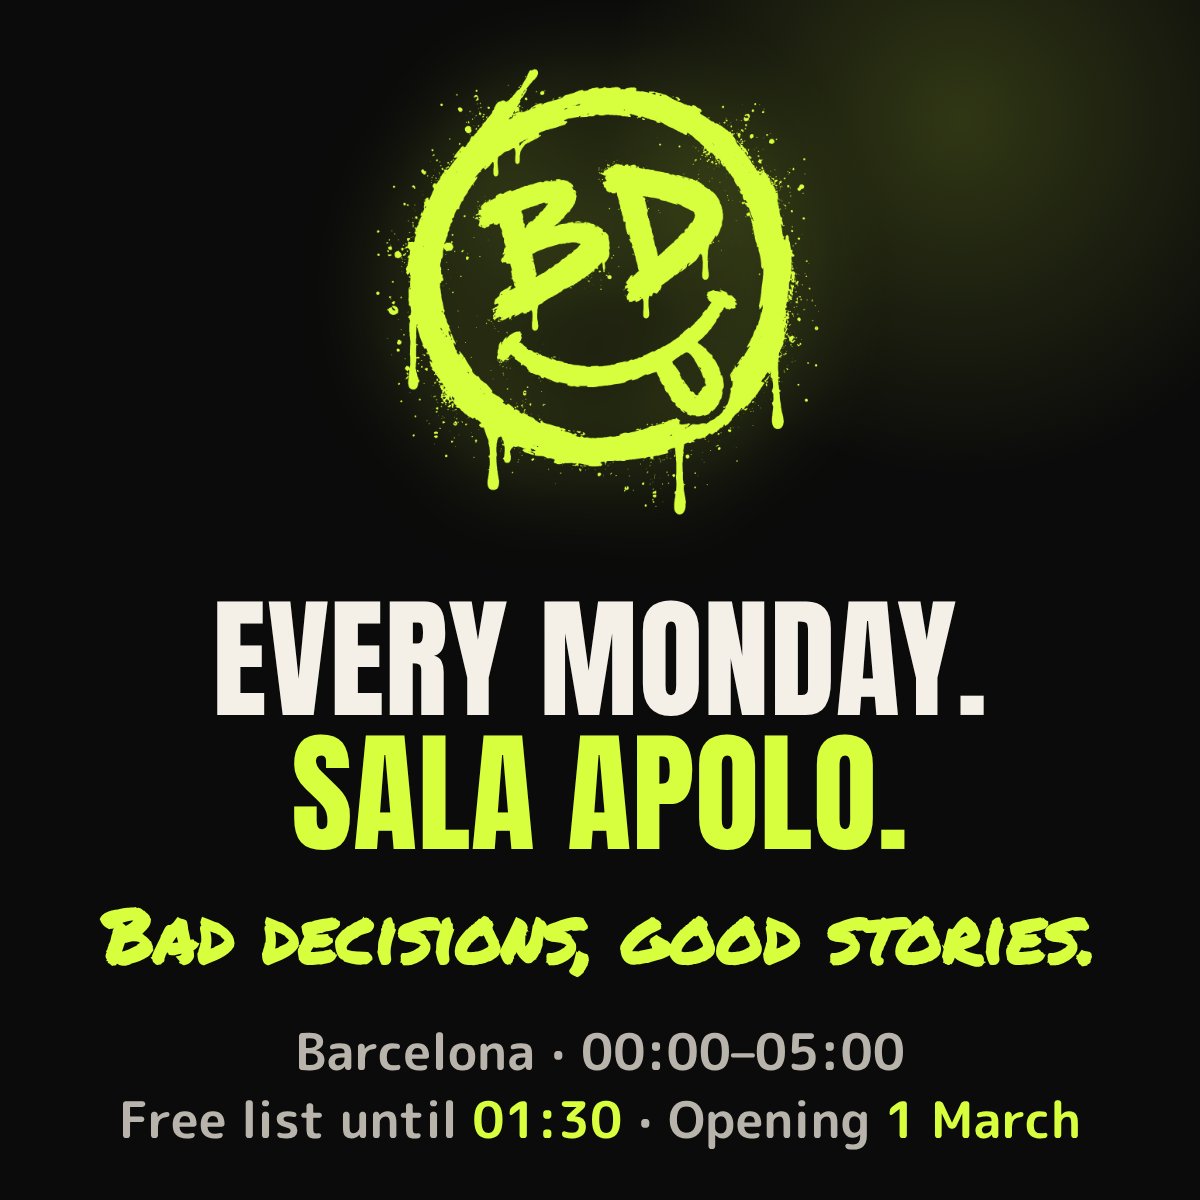 BD
EVERY MONDAY.
SALA APOLO.
Bad decisions, good stories.
Barcelona · 00:00–05:00
Free list until 01:30 · Opening 1 March